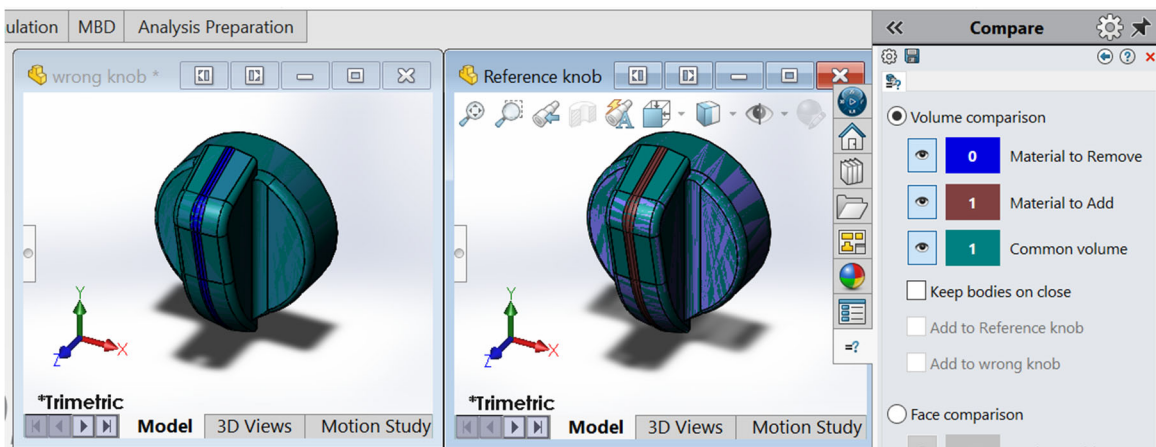 ulation MBD Analysis Preparation
Compare
wrong knob *
Reference knob
Volume comparison
0 Material to Remove
1 Material to Add
1 Common volume
Keep bodies on close
Add to Reference knob
Add to wrong knob
Face comparison
Y
X
Z
*Trimetric
Model 3D Views Motion Study
Y
X
Z
*Trimetric
Model 3D Views Motion Study
=?